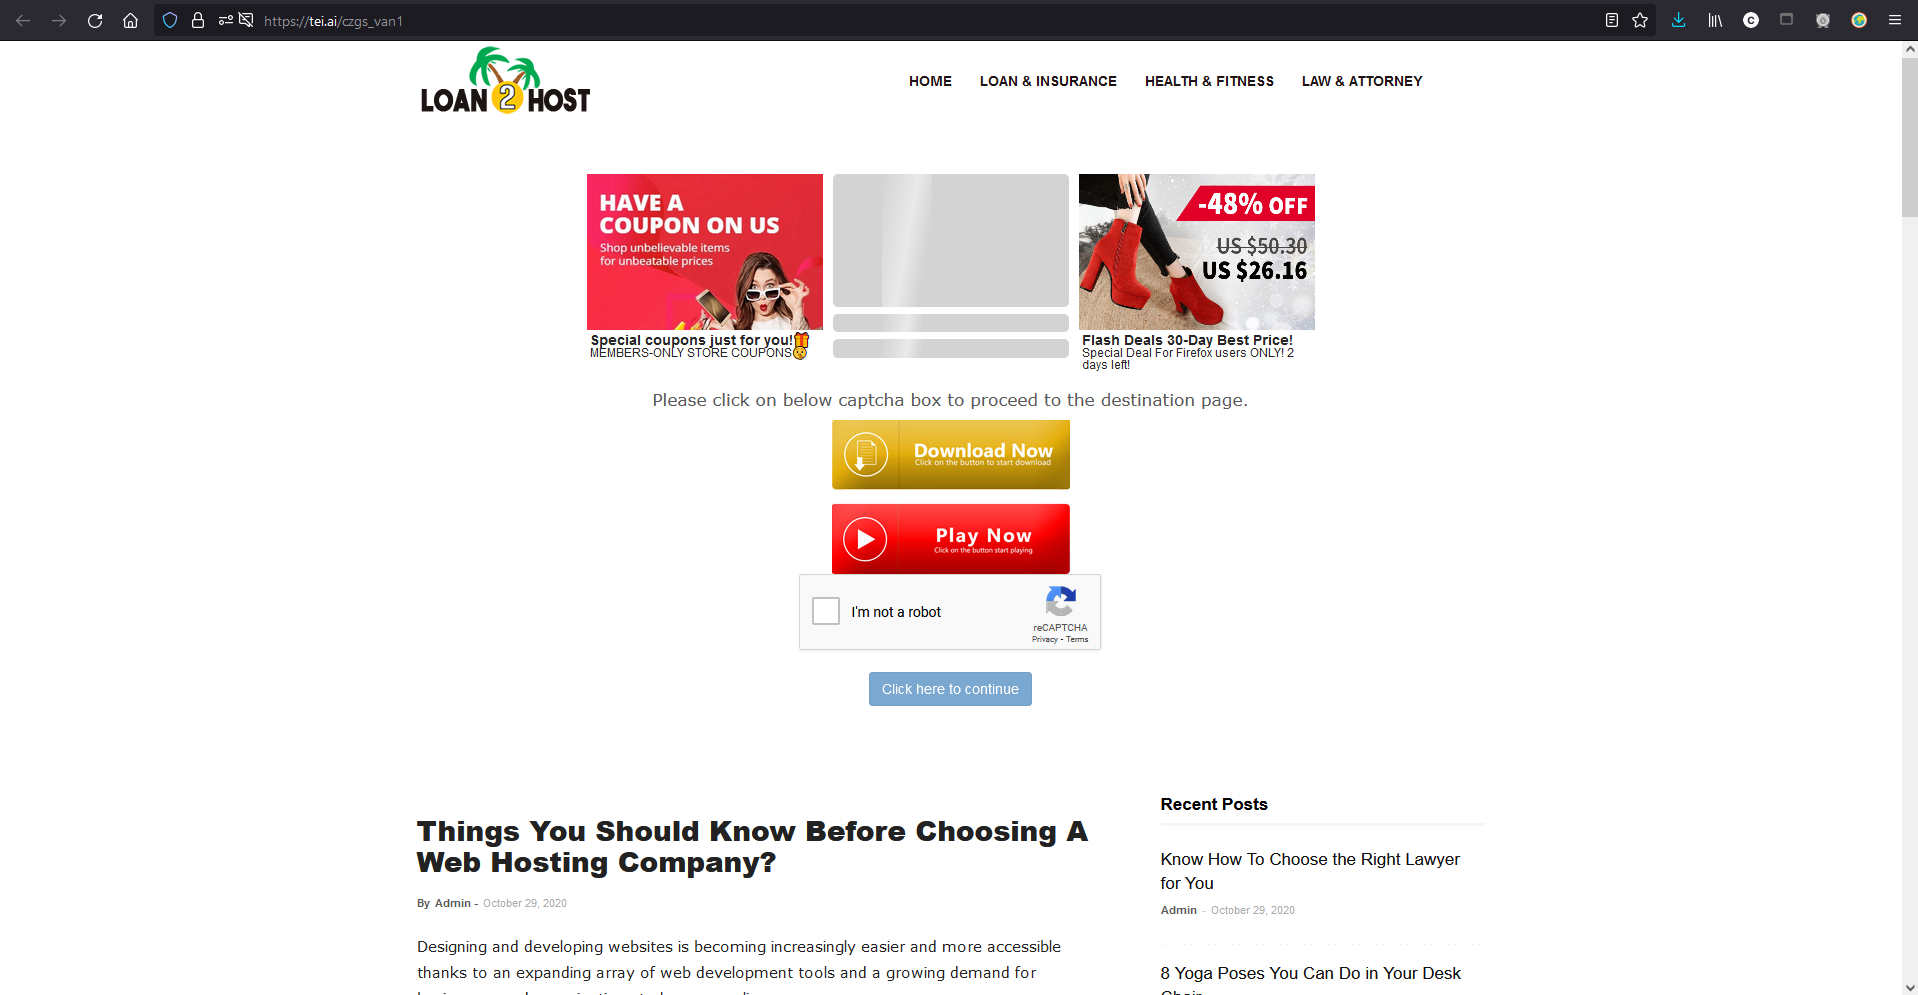 https://tei.ai/czgs_van1
LOAN 2 HOST
HOME LOAN & INSURANCE HEALTH & FITNESS LAW & ATTORNEY
HAVE A
COUPON ON US
Shop unbelievable items
for unbeatable prices
Special coupons just for you!🎁
MEMBERS-ONLY STORE COUPONS🤫
-48% OFF
US $50.30
US $26.16
Flash Deals 30-Day Best Price!
Special Deal For Firefox users ONLY! 2
days left!
Please click on below captcha box to proceed to the destination page.
Download Now
Click on the button to start download
Play Now
Click on the button start playing
I'm not a robot
reCAPTCHA
Privacy - Terms
Click here to continue
Things You Should Know Before Choosing A
Web Hosting Company?
By Admin - October 29, 2020
Designing and developing websites is becoming increasingly easier and more accessible
thanks to an expanding array of web development tools and a growing demand for
Recent Posts
Know How To Choose the Right Lawyer
for You
Admin - October 29, 2020
8 Yoga Poses You Can Do in Your Desk